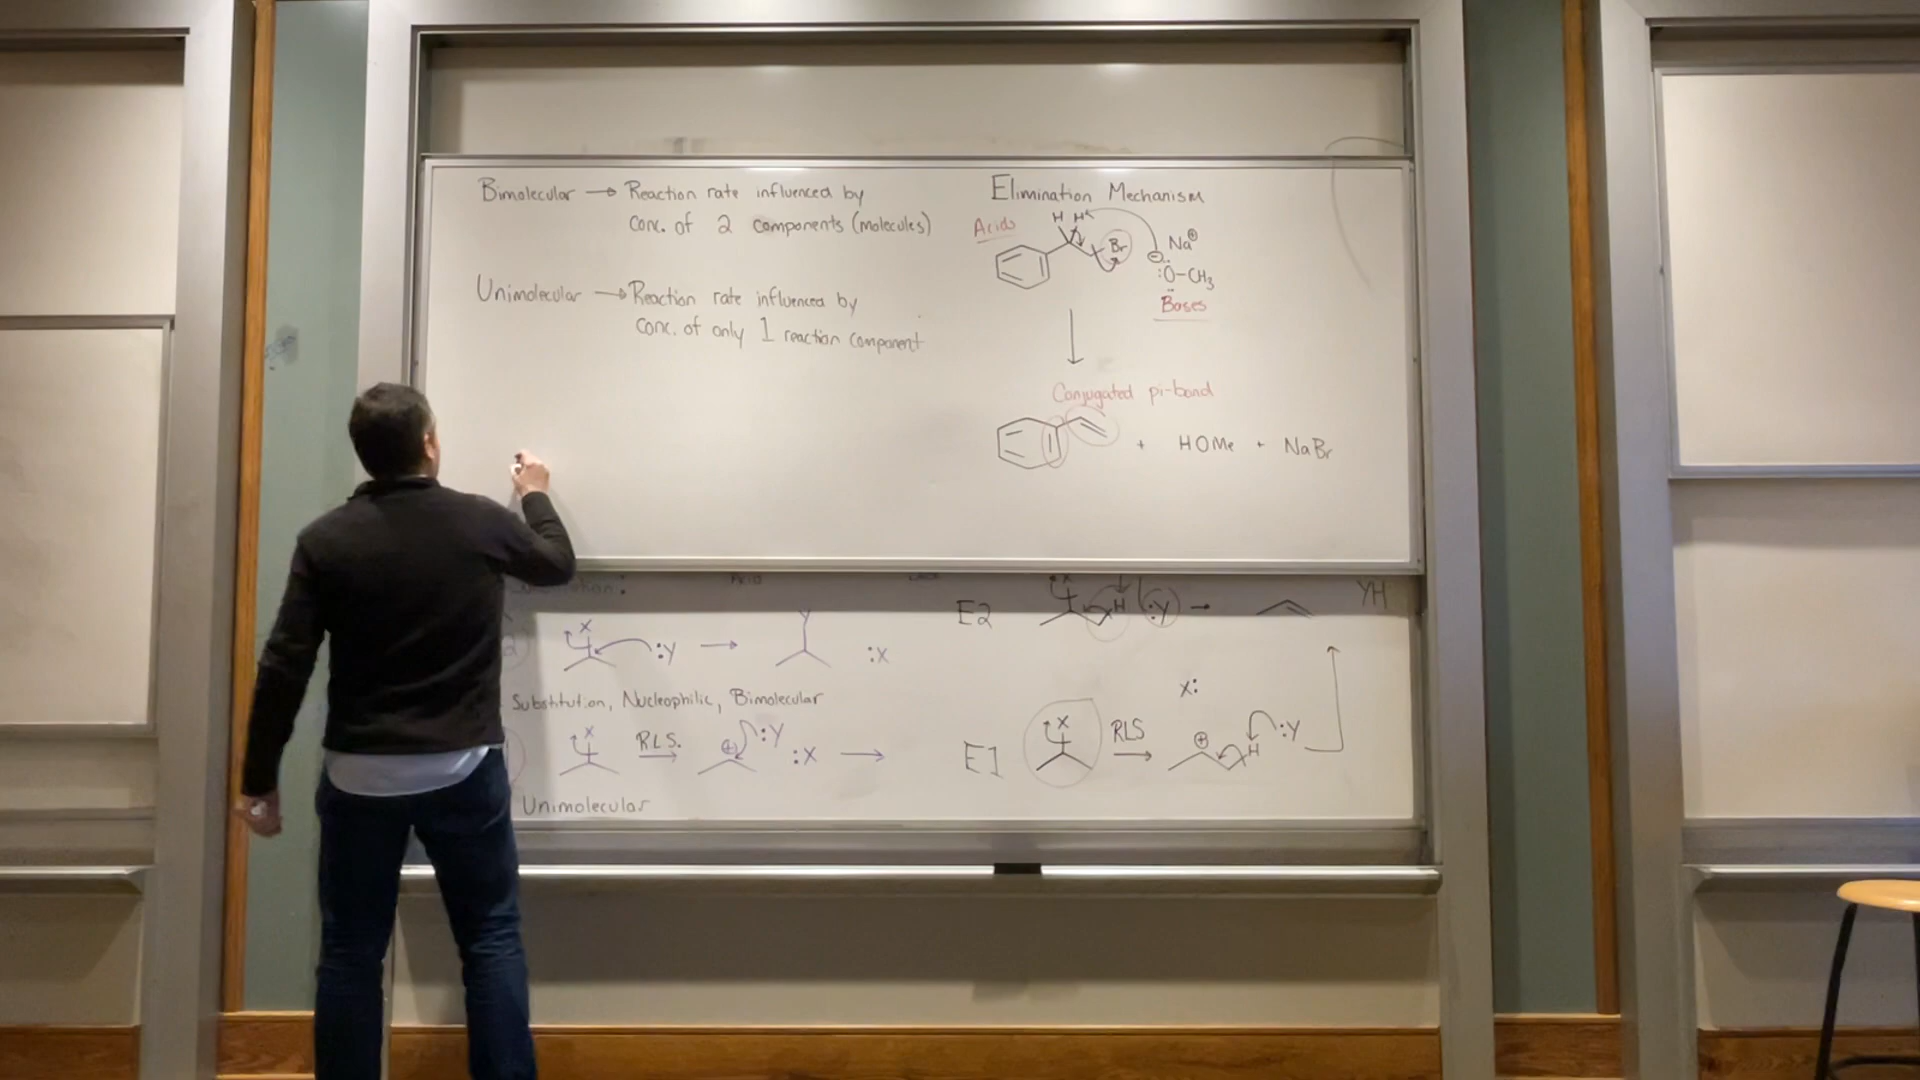 Bimolecular → Reaction rate influenced by
conc. of 2 components (molecules)
Unimolecular → Reaction rate influenced by
conc. of only 1 reaction component
Elimination Mechanism
Acids
H H
Br
Na⊕
⊖
:O-CH3
Bases
Conjugated pi-bond
+ HOMe + NaBr
Acid
X :Y → Y :X
Substitution, Nucleophilic, Bimolecular
X R.L.S. ⊕ :Y :X →
Unimolecular
E2 X H :Y → YH
X:
E1 X RLS ⊕ H :Y